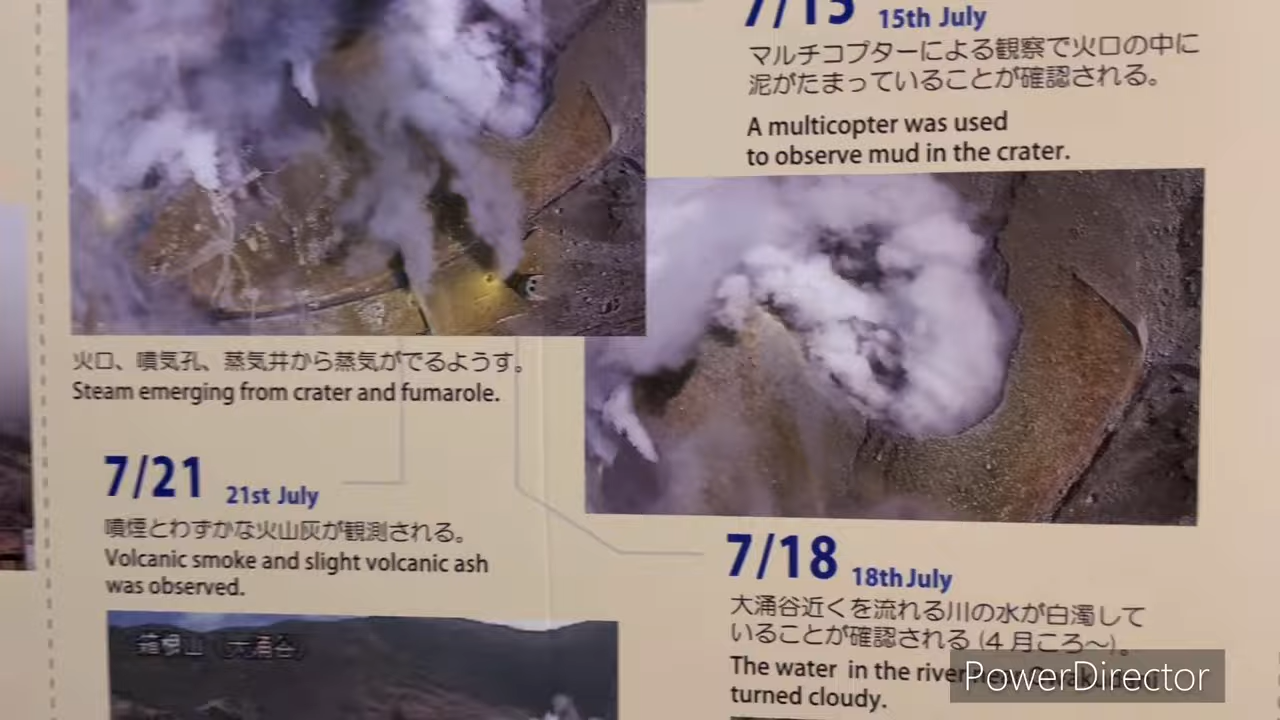 7/15 15th July
マルチコプターによる観察で火口の中に
泥がたまっていることが確認される。
A multicopter was used
to observe mud in the crater.
火口、噴気孔、蒸気井から蒸気がでるようす。
Steam emerging from crater and fumarole.
7/21 21st July
噴煙とわずかな火山灰が観測される。
Volcanic smoke and slight volcanic ash
was observed.
箱根山（大涌谷）
7/18 18th July
大涌谷近くを流れる川の水が白濁して
いることが確認される (4 月ころ～)。
The water in the river
turned cloudy.
PowerDirector